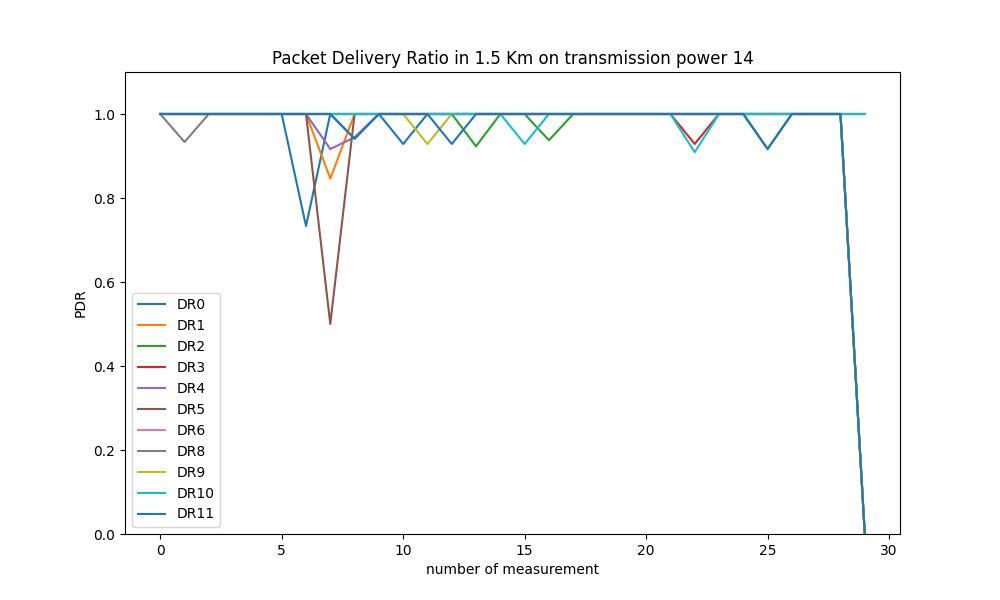 Packet Delivery Ratio in 1.5 Km on transmission power 14
1.0
0.8
0.6
0.4
0.2
0.0
PDR
DR0
DR1
DR2
DR3
DR4
DR5
DR6
DR8
DR9
DR10
DR11
0 5 10 15 20 25 30
number of measurement